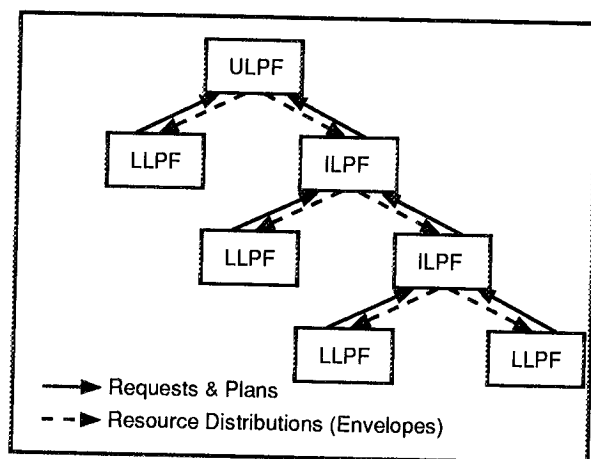 ULPF
LLPF
ILPF
LLPF
ILPF
LLPF
LLPF
Requests & Plans
Resource Distributions (Envelopes)